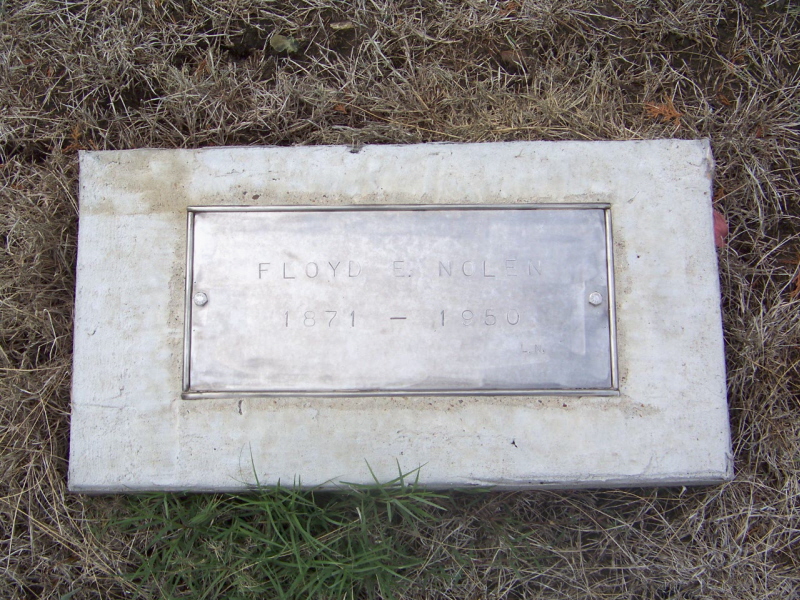 FLOYD E. NOLEN
1871 - 1950
L.N.